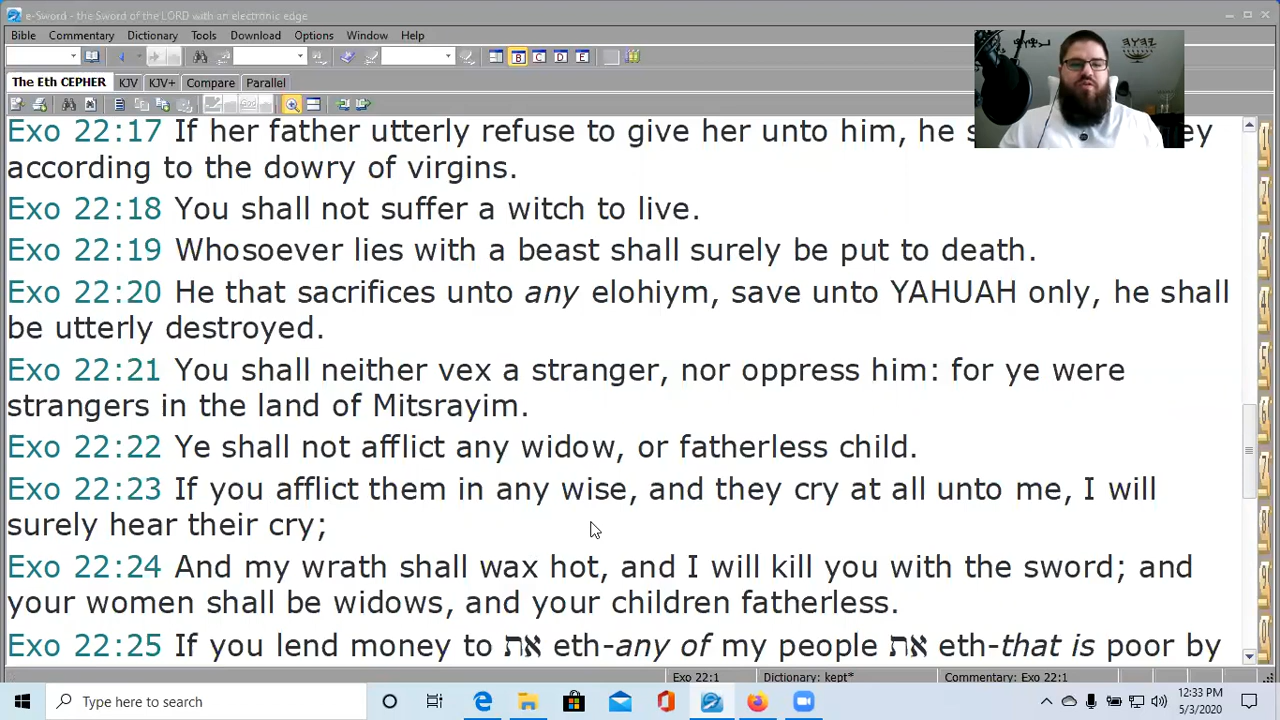 e-Sword - the Sword of the LORD with an electronic edge
Bible Commentary Dictionary Tools Download Options Window Help
B C D E
The Eth CEPHER KJV KJV+ Compare Parallel
Exo 22:17 If her father utterly refuse to give her unto him, he s
according to the dowry of virgins.
Exo 22:18 You shall not suffer a witch to live.
Exo 22:19 Whosoever lies with a beast shall surely be put to death.
Exo 22:20 He that sacrifices unto any elohiym, save unto YAHUAH only, he shall
be utterly destroyed.
Exo 22:21 You shall neither vex a stranger, nor oppress him: for ye were
strangers in the land of Mitsrayim.
Exo 22:22 Ye shall not afflict any widow, or fatherless child.
Exo 22:23 If you afflict them in any wise, and they cry at all unto me, I will
surely hear their cry;
Exo 22:24 And my wrath shall wax hot, and I will kill you with the sword; and
your women shall be widows, and your children fatherless.
Exo 22:25 If you lend money to את eth-any of my people את eth-that is poor by
Exo 22:1 Dictionary: kept* Commentary: Exo 22:1
Type here to search
12:33 PM
5/3/2020